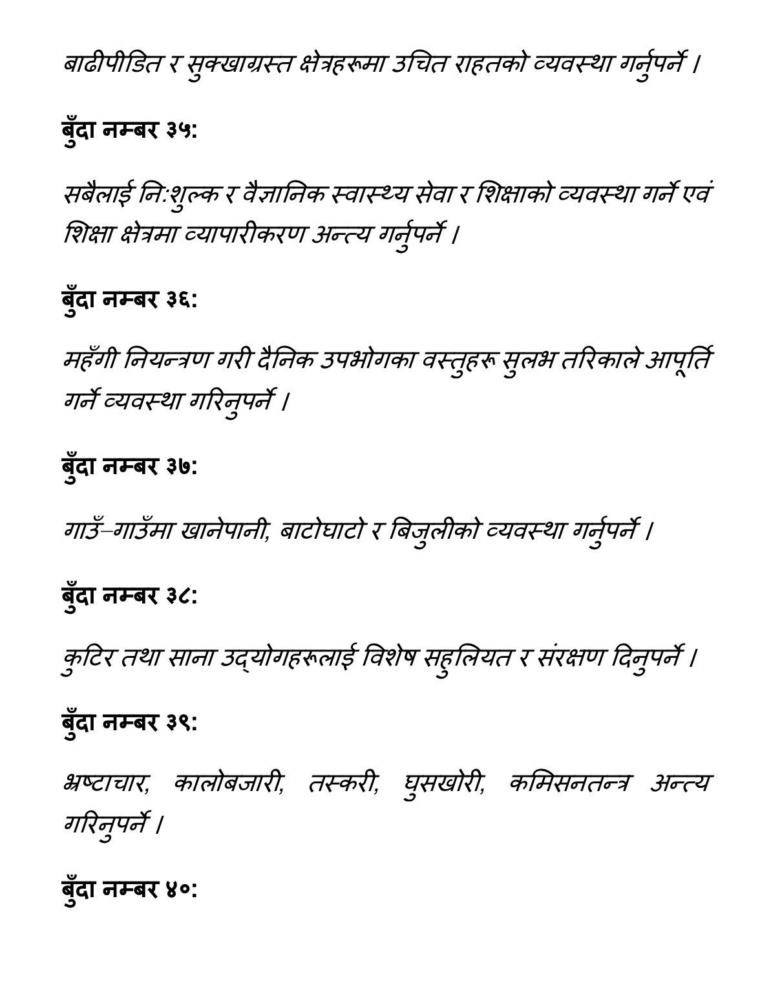 बाढीपीडित र सुक्खाग्रस्त क्षेत्रहरूमा उचित राहतको व्यवस्था गर्नुपर्ने ।
बुँदा नम्बर ३५:
सबैलाई नि:शुल्क र वैज्ञानिक स्वास्थ्य सेवा र शिक्षाको व्यवस्था गर्ने एवं
शिक्षा क्षेत्रमा व्यापारीकरण अन्त्य गर्नुपर्ने ।
बुँदा नम्बर ३६:
महँगी नियन्त्रण गरी दैनिक उपभोगका वस्तुहरू सुलभ तरिकाले आपूर्ति
गर्ने व्यवस्था गरिनुपर्ने ।
बुँदा नम्बर ३७:
गाउँ–गाउँमा खानेपानी, बाटोघाटो र बिजुलीको व्यवस्था गर्नुपर्ने ।
बुँदा नम्बर ३८:
कुटिर तथा साना उद्‌योगहरूलाई विशेष सहुलियत र संरक्षण दिनुपर्ने ।
बुँदा नम्बर ३९:
भ्रष्टाचार, कालोबजारी, तस्करी, घुसखोरी, कमिसनतन्त्र अन्त्य
गरिनुपर्ने ।
बुँदा नम्बर ४०: